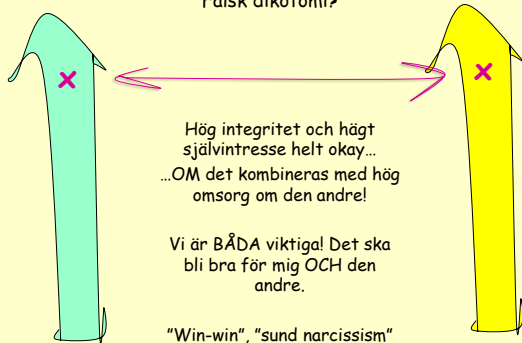 Falsk dikotomi?
Hög integritet och hägt
självintresse helt okay…
…OM det kombineras med hög
omsorg om den andre!
Vi är BÅDA viktiga! Det ska
bli bra för mig OCH den
andre.
”Win-win”, ”sund narcissism”